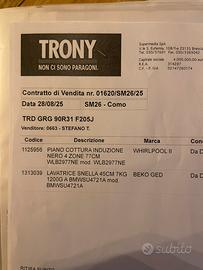 TRONY
NON CI SONO PARAGONI.
Supermedia SpA
Contratto di Vendita nr. 01620/SM26/25
Data 28/08/25 SM26 - Como
TRD GRG 90R31 F205J
Venditore: 0663 - STEFANO T.
Codice Descrizione Marca
1125956 PIANO COTTURA INDUZIONE WHIRLPOOL II
NERO 4 ZONE 77CM
WLB2977NE mod.
WLB2977NE
1313039 LAVATRICE SNELLA 45CM 7KG BEKO GED
1200G A BMWSU4721A mod.
BMWSU4721A
subito